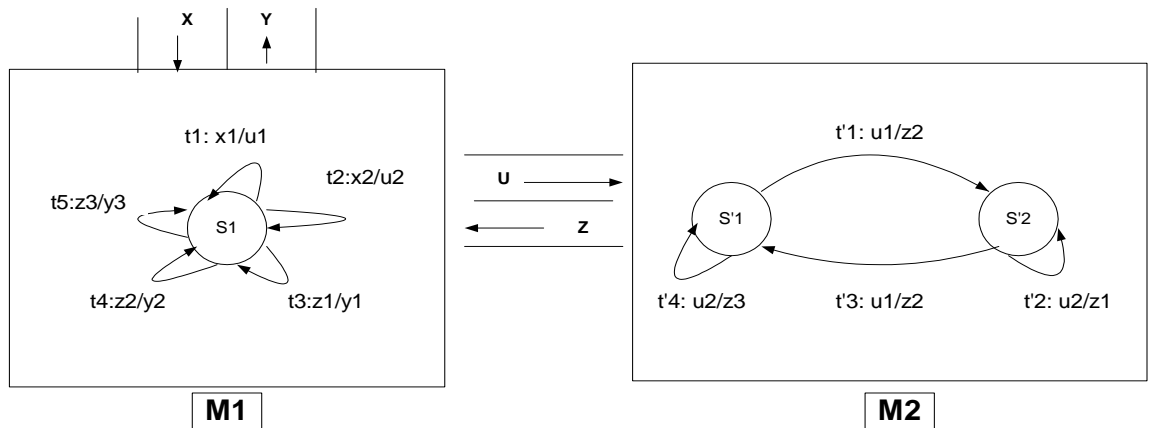 X
Y
t1: x1/u1
t2:x2/u2
t5:z3/y3
S1
t4:z2/y2
t3:z1/y1
M1
U
Z
t'1: u1/z2
S'1
S'2
t'4: u2/z3
t'3: u1/z2
t'2: u2/z1
M2